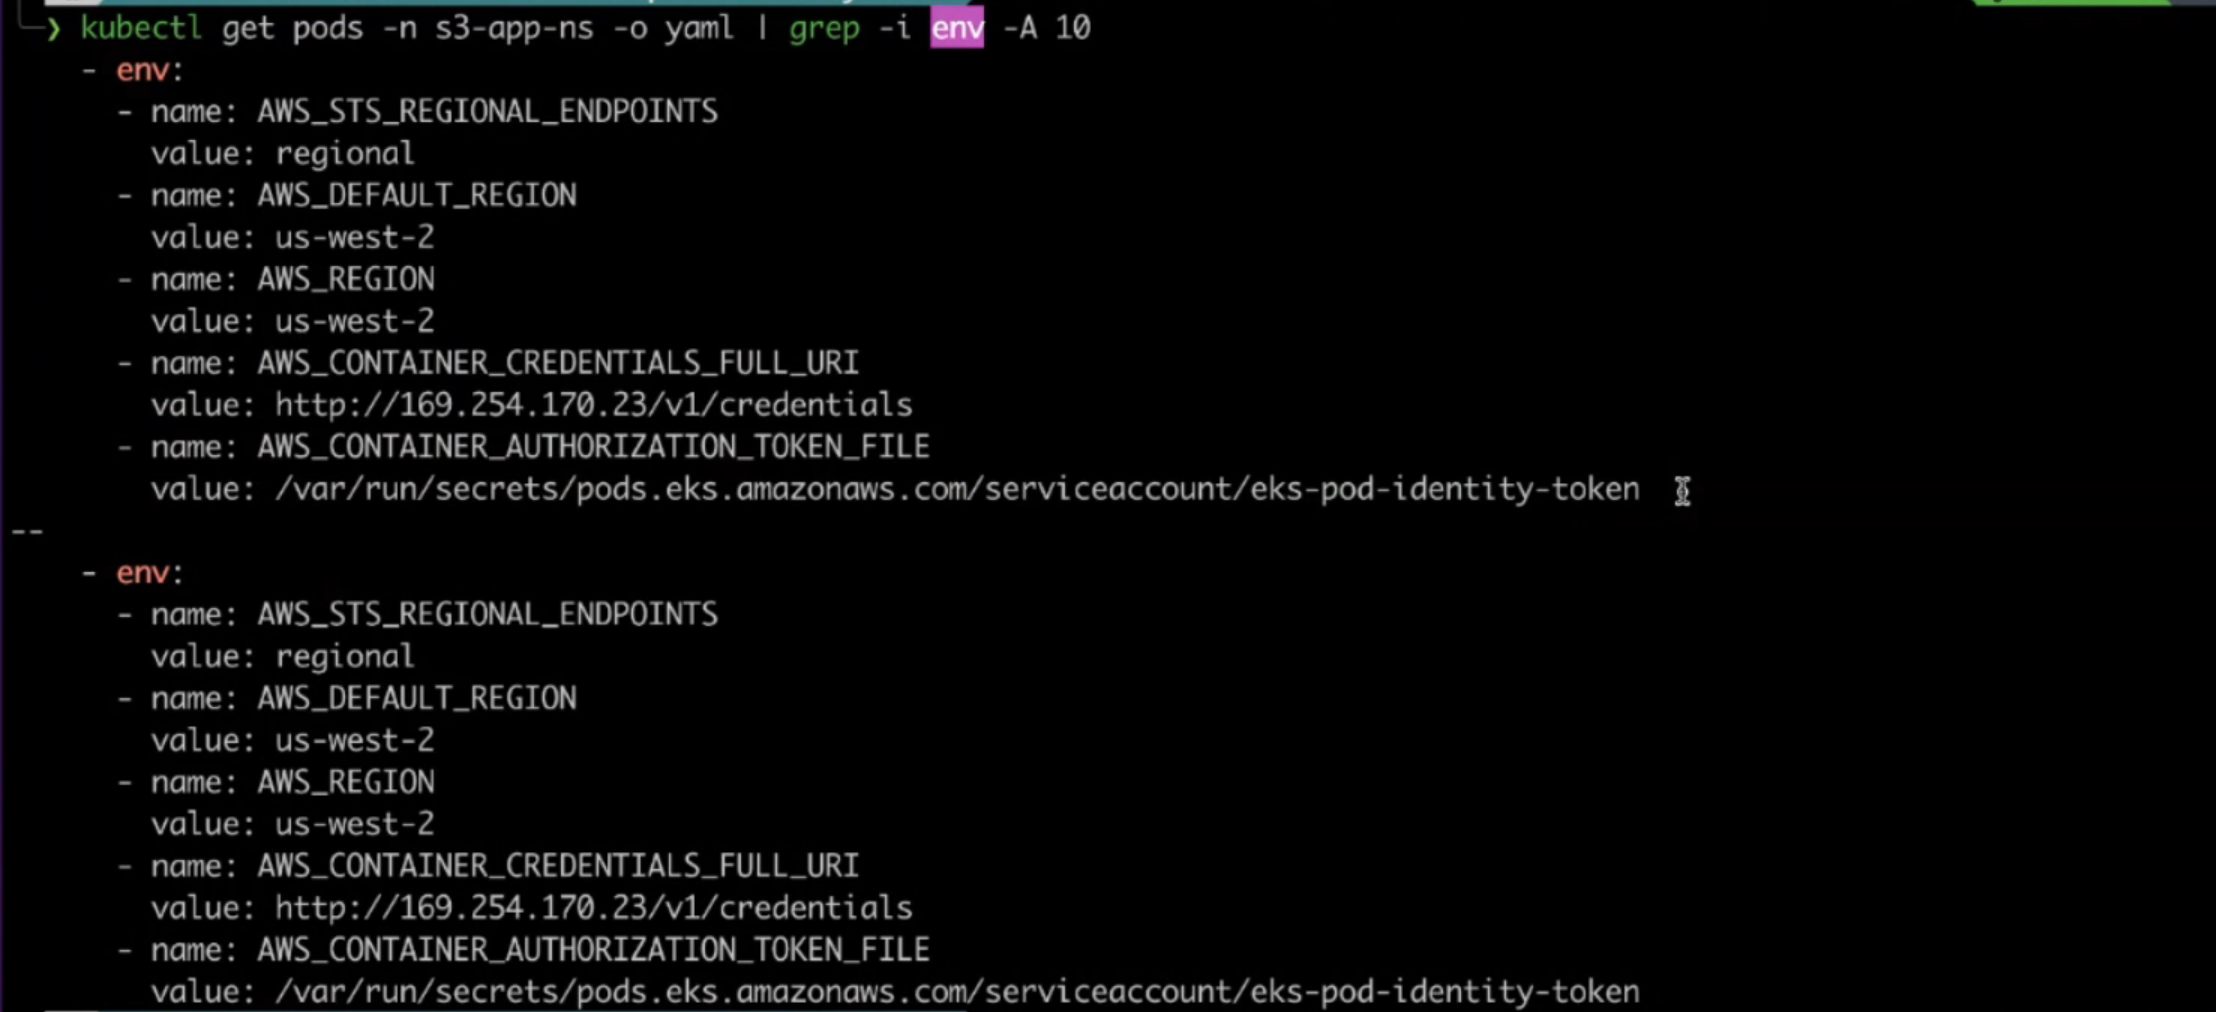 ❯ kubectl get pods -n s3-app-ns -o yaml | grep -i env -A 10
- env:
- name: AWS_STS_REGIONAL_ENDPOINTS
value: regional
- name: AWS_DEFAULT_REGION
value: us-west-2
- name: AWS_REGION
value: us-west-2
- name: AWS_CONTAINER_CREDENTIALS_FULL_URI
value: http://169.254.170.23/v1/credentials
- name: AWS_CONTAINER_AUTHORIZATION_TOKEN_FILE
value: /var/run/secrets/pods.eks.amazonaws.com/serviceaccount/eks-pod-identity-token
--
- env:
- name: AWS_STS_REGIONAL_ENDPOINTS
value: regional
- name: AWS_DEFAULT_REGION
value: us-west-2
- name: AWS_REGION
value: us-west-2
- name: AWS_CONTAINER_CREDENTIALS_FULL_URI
value: http://169.254.170.23/v1/credentials
- name: AWS_CONTAINER_AUTHORIZATION_TOKEN_FILE
value: /var/run/secrets/pods.eks.amazonaws.com/serviceaccount/eks-pod-identity-token